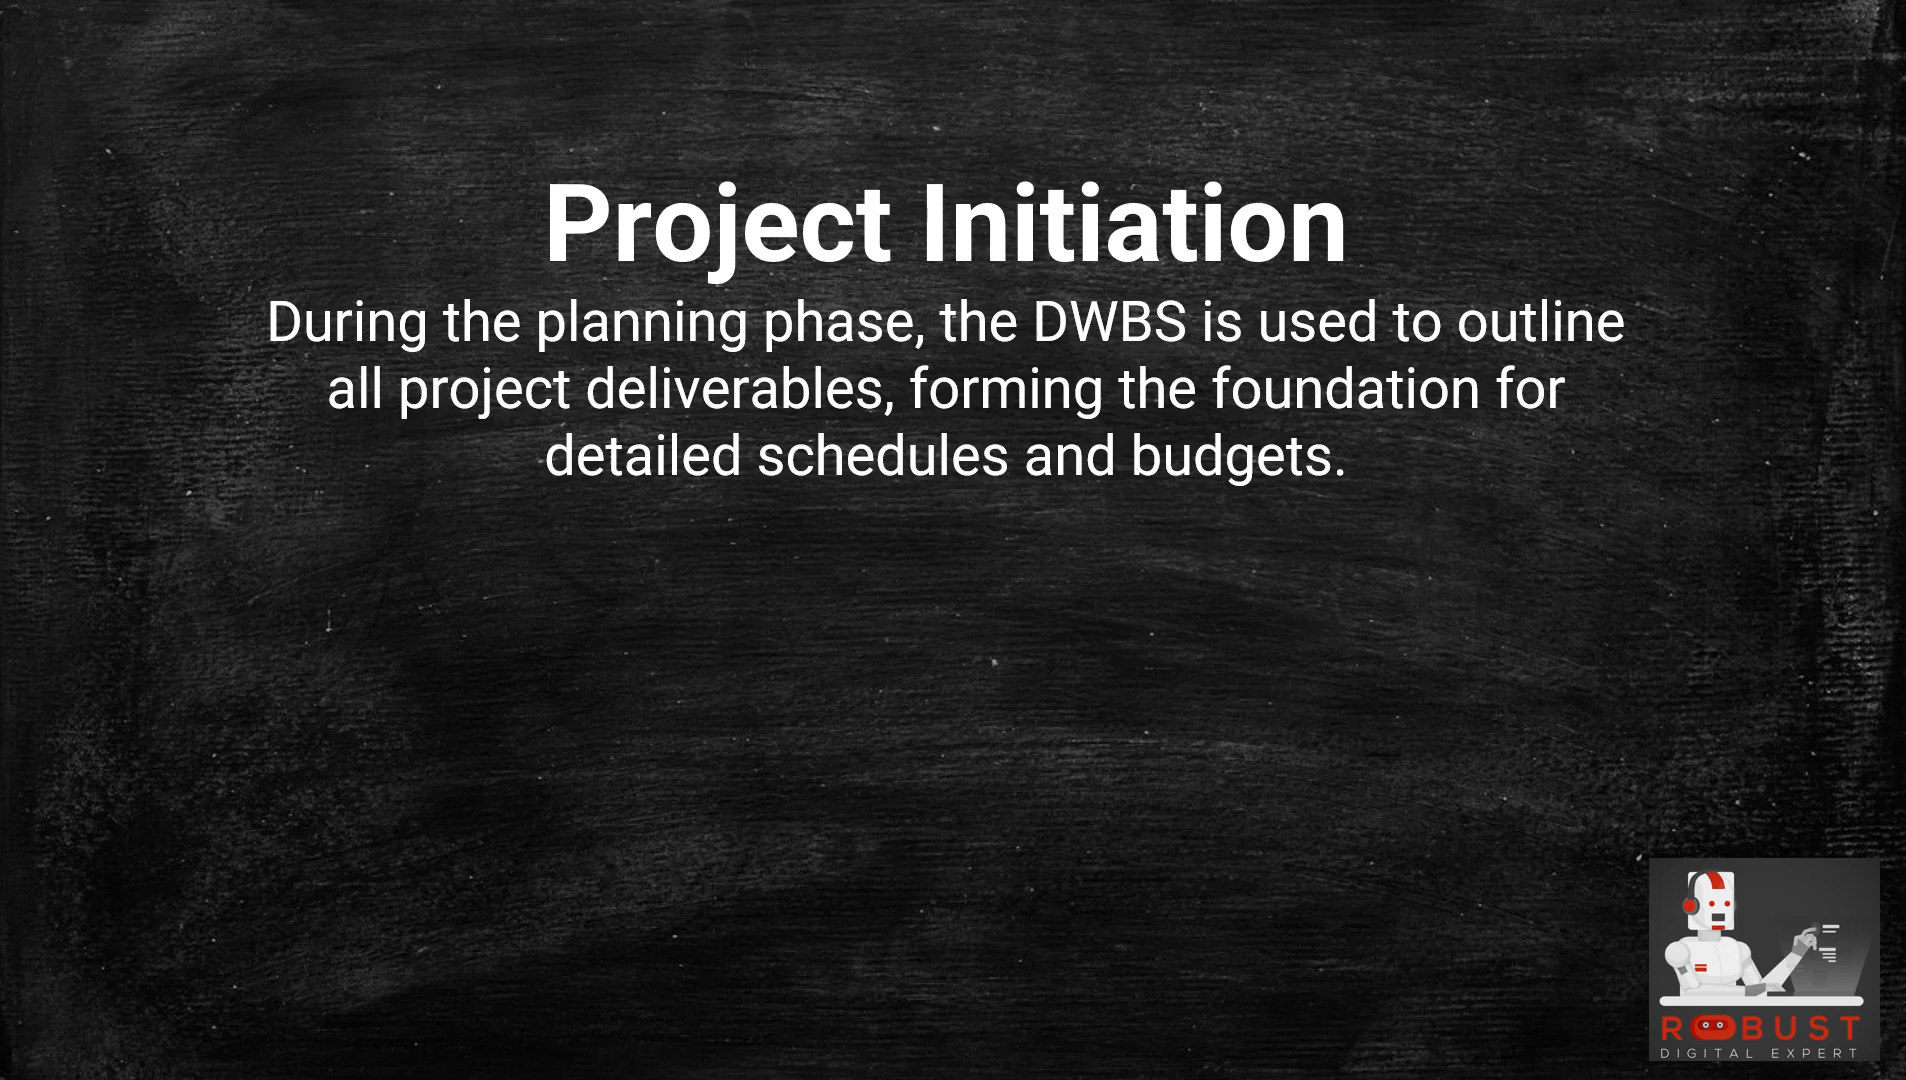 Project Initiation
During the planning phase, the DWBS is used to outline
all project deliverables, forming the foundation for
detailed schedules and budgets.
ROBUST
DIGITAL EXPERT